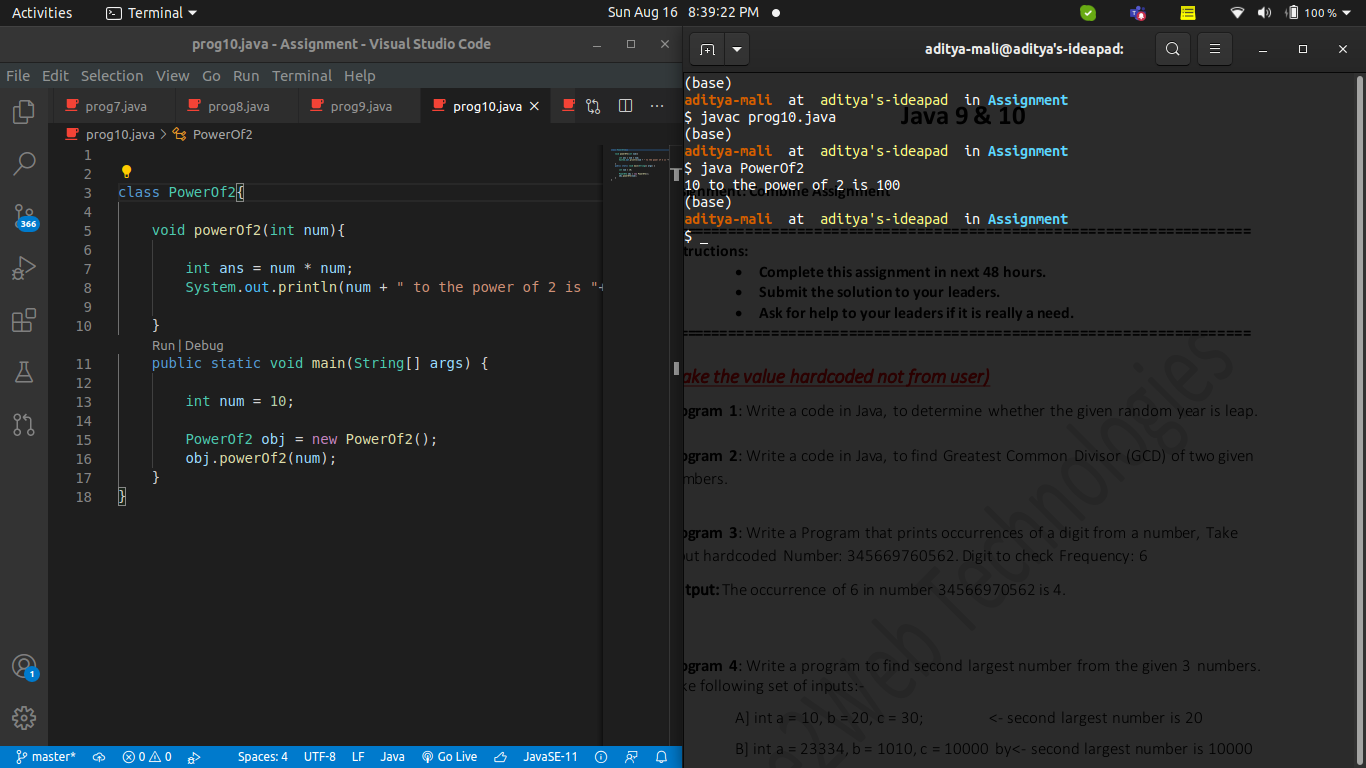 Activities
Terminal
Sun Aug 16 8:39:22 PM
100 %
prog10.java - Assignment - Visual Studio Code
File Edit Selection View Go Run Terminal Help
prog7.java
prog8.java
prog9.java
prog10.java
prog10.java > PowerOf2
366
1
1
2
3 class PowerOf2{
4
5 void powerOf2(int num){
6
7 int ans = num * num;
8 System.out.println(num + " to the power of 2 is "+
9
10 }
Run | Debug
11 public static void main(String[] args) {
12
13 int num = 10;
14
15 PowerOf2 obj = new PowerOf2();
16 obj.powerOf2(num);
17 }
18 }
master*
0 0
Spaces: 4
UTF-8
LF
Java
Go Live
JavaSE-11
aditya-mali@aditya's-ideapad:
(base)
aditya-mali at aditya's-ideapad in Assignment
$ javac prog10.java
(base)
aditya-mali at aditya's-ideapad in Assignment
$ java PowerOf2
10 to the power of 2 is 100
(base)
aditya-mali at aditya's-ideapad in Assignment
$ _
Java 9 & 10
gnment: Combine Assignment
tructions:
• Complete this assignment in next 48 hours.
• Submit the solution to your leaders.
• Ask for help to your leaders if it is really a need.
ake the value hardcoded not from user)
ogram 1: Write a code in Java, to determine whether the given random year is leap.
ogram 2: Write a code in Java, to find Greatest Common Divisor (GCD) of two given
mbers.
ogram 3: Write a Program that prints occurrences of a digit from a number, Take
out hardcoded Number: 345669760562. Digit to check Frequency: 6
tput: The occurrence of 6 in number 34566970562 is 4.
ogram 4: Write a program to find second largest number from the given 3 numbers.
ke following set of inputs:-
A] int a = 10, b = 20, c = 30; <- second largest number is 20
B] int a = 23334, b = 1010, c = 10000 by<- second largest number is 10000
e2Web Technologies